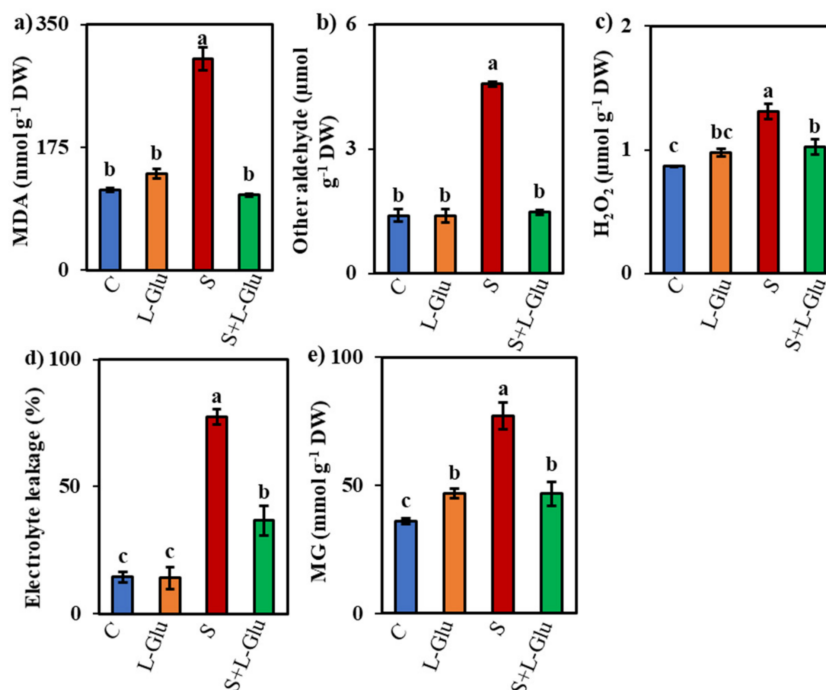 a)
350
175
0
MDA (nmol g⁻¹ DW)
b
b
a
b
C
L-Glu
S
S+L-Glu
b)
6
3
0
Other aldehyde (μmol
g⁻¹ DW)
b
b
a
b
C
L-Glu
S
S+L-Glu
c)
2
1
0
H₂O₂ (μmol g⁻¹ DW)
c
bc
a
b
C
L-Glu
S
S+L-Glu
d)
100
50
0
Electrolyte leakage (%)
c
c
a
b
C
L-Glu
S
S+L-Glu
e)
100
50
0
MG (mmol g⁻¹ DW)
c
b
a
b
C
L-Glu
S
S+L-Glu